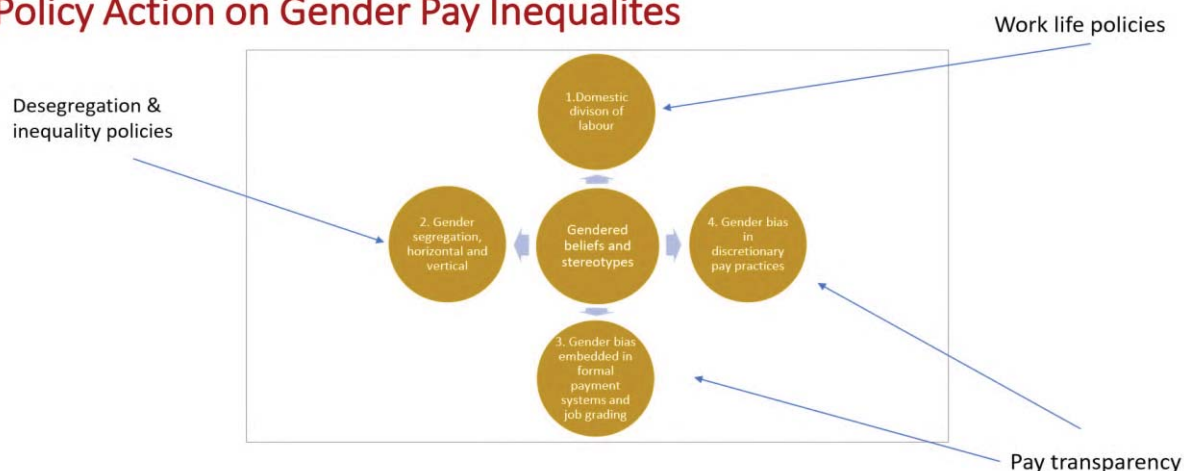 Policy Action on Gender Pay Inequalites
Work life policies
Desegregation &
inequality policies
1.Domestic
divison of
labour
2. Gender
segregation,
horizontal and
vertical
Gendered
beliefs and
stereotypes
4. Gender bias
in
discretionary
pay practices
3. Gender bias
embedded in
formal
payment
systems and
job grading
Pay transparency